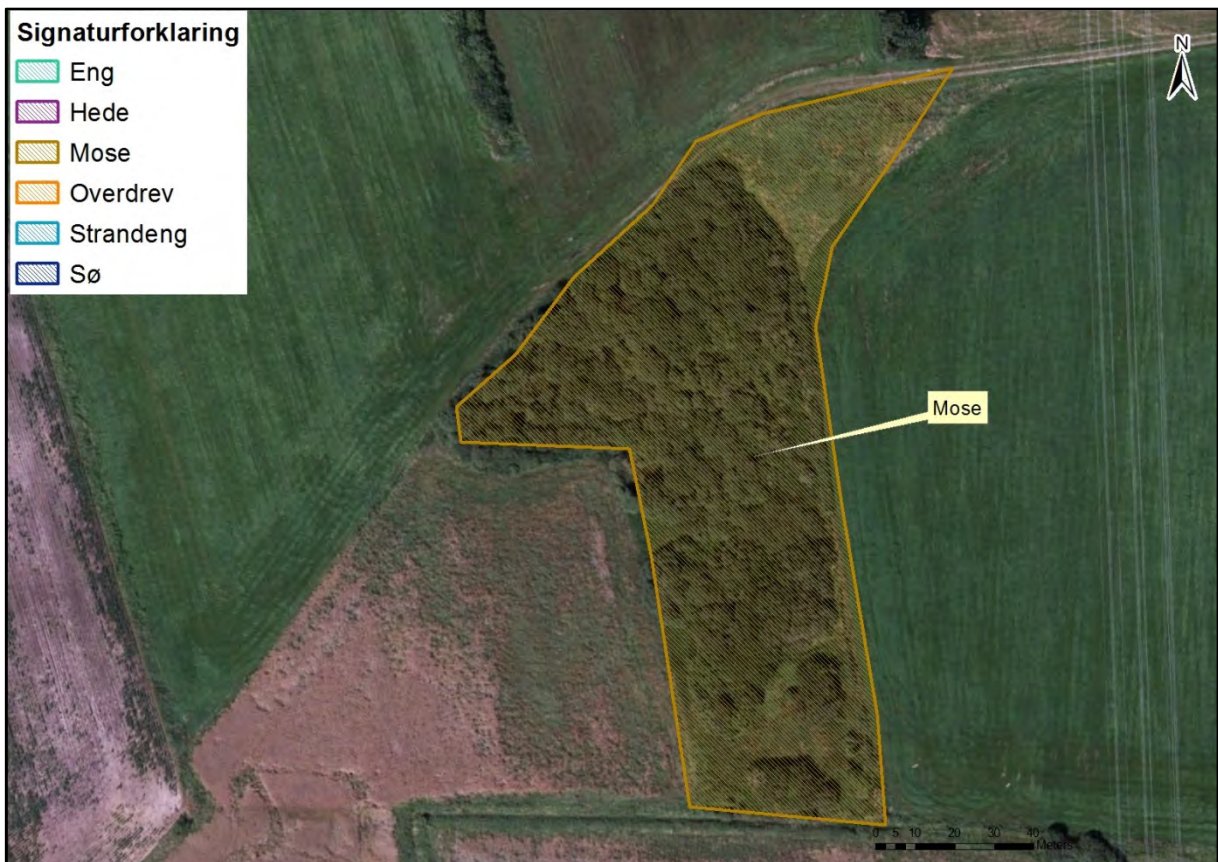 Signaturforklaring
Eng
Hede
Mose
Overdrev
Strandeng
Sø
N
Mose
0 5 10 20 30 40
Meters